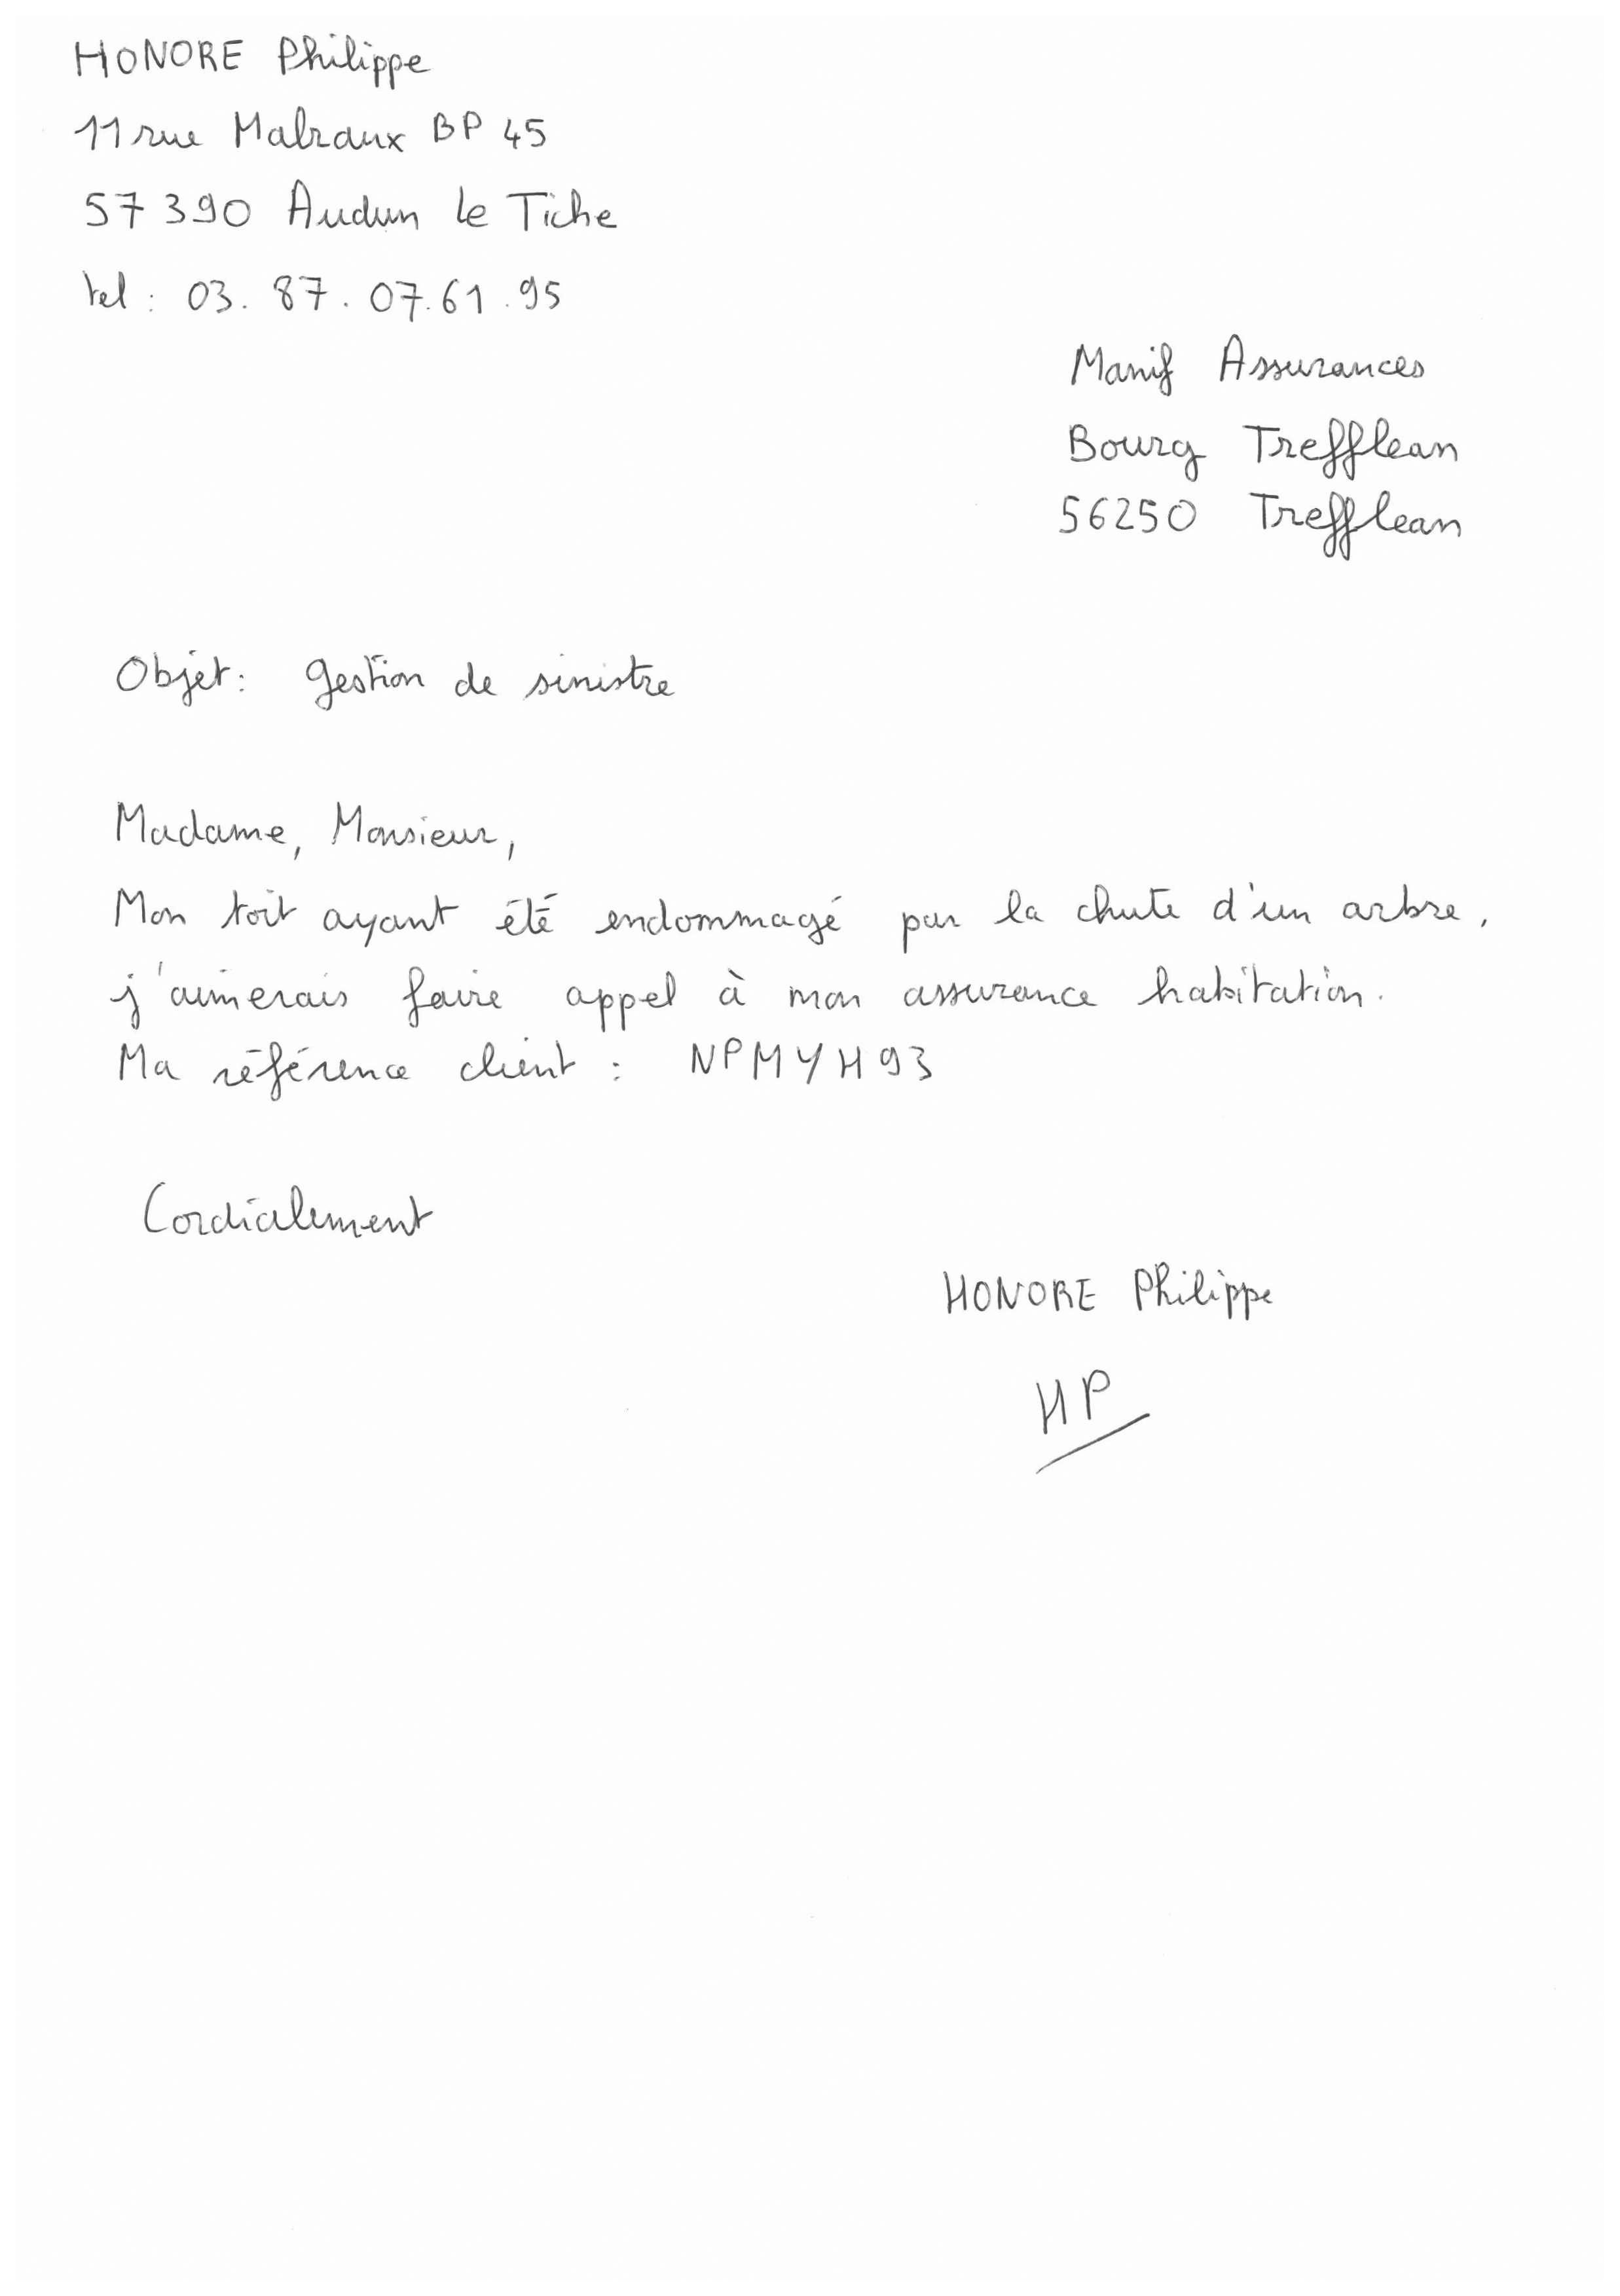 HONORE Philippe
11 rue Malraux BP 45
57390 Audun le Tiche
tel : 03.87.07.61.95
Manif Assurances
Bourg Trefflean
56250 Trefflean
Objet : gestion de sinistre
Madame, Monsieur,
Mon toit ayant été endommagé par la chute d'un arbre,
j'aimerais faire appel à mon assurance habitation.
Ma référence client : NPMYH93
Cordialement
HONORE Philippe
HP